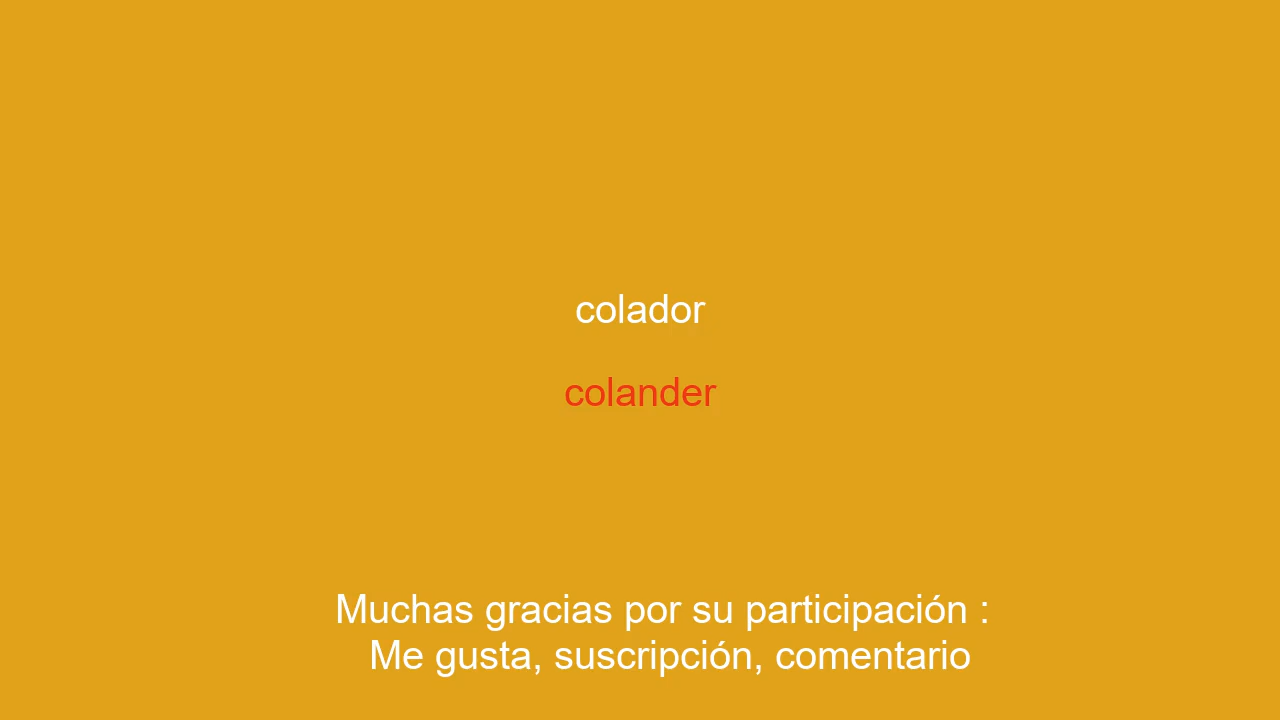 colador
colander
Muchas gracias por su participación :
Me gusta, suscripción, comentario